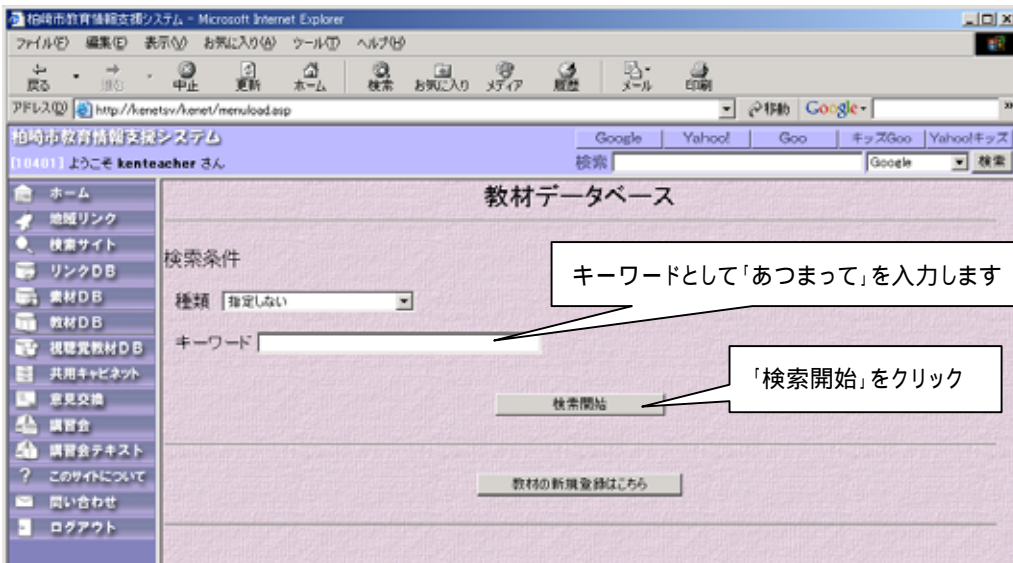 柏崎市教育情報支援システム - Microsoft Internet Explorer
ファイル(F) 編集(E) 表示(V) お気に入り(A) ツール(T) ヘルプ(H)
戻る 進む 中止 更新 ホーム 検索 お気に入り メディア 履歴 メール 印刷
アドレス(D) http://kenetsv/kenet/menuload.asp 移動 Google
柏崎市教育情報支援システム Google Yahoo! Goo キッズGoo Yahoo!キッズ
[10401] ようこそ kenteacher さん 検索 Google 検索
ホーム
地域リンク
検索サイト
リンクDB
素材DB
教材DB
視聴覚教材DB
共用キャビネット
意見交換
講習会
講習会テキスト
このサイトについて
問い合わせ
ログアウト
教材データベース
検索条件
種類 指定しない
キーワード
キーワードとして「あつまって」を入力します
検索開始
「検索開始」をクリック
教材の新規登録はこちら